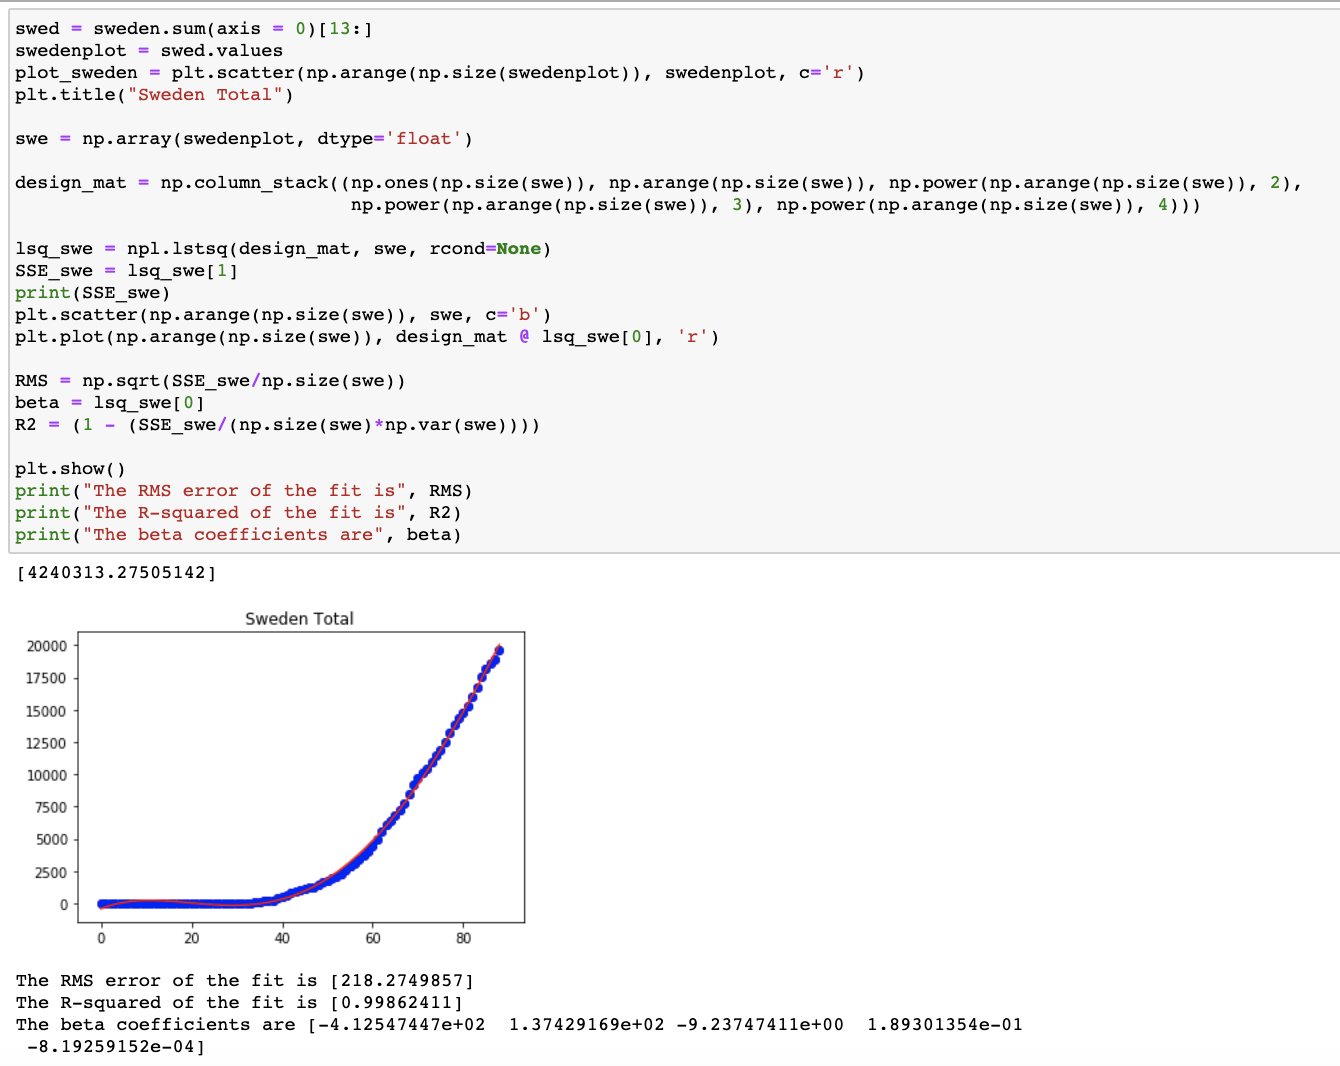 swed = sweden.sum(axis = 0)[13:]
swedenplot = swed.values
plot_sweden = plt.scatter(np.arange(np.size(swedenplot)), swedenplot, c='r')
plt.title("Sweden Total")
swe = np.array(swedenplot, dtype='float')
design_mat = np.column_stack((np.ones(np.size(swe)), np.arange(np.size(swe)), np.power(np.arange(np.size(swe)), 2),
np.power(np.arange(np.size(swe)), 3), np.power(np.arange(np.size(swe)), 4)))
lsq_swe = npl.lstsq(design_mat, swe, rcond=None)
SSE_swe = lsq_swe[1]
print(SSE_swe)
plt.scatter(np.arange(np.size(swe)), swe, c='b')
plt.plot(np.arange(np.size(swe)), design_mat @ lsq_swe[0], 'r')
RMS = np.sqrt(SSE_swe/np.size(swe))
beta = lsq_swe[0]
R2 = (1 - (SSE_swe/(np.size(swe)*np.var(swe))))
plt.show()
print("The RMS error of the fit is", RMS)
print("The R-squared of the fit is", R2)
print("The beta coefficients are", beta)
[4240313.27505142]
Sweden Total
20000
17500
15000
12500
10000
7500
5000
2500
0
0 20 40 60 80
The RMS error of the fit is [218.2749857]
The R-squared of the fit is [0.99862411]
The beta coefficients are [-4.12547447e+02  1.37429169e+02 -9.23747411e+00  1.89301354e-01
-8.19259152e-04]